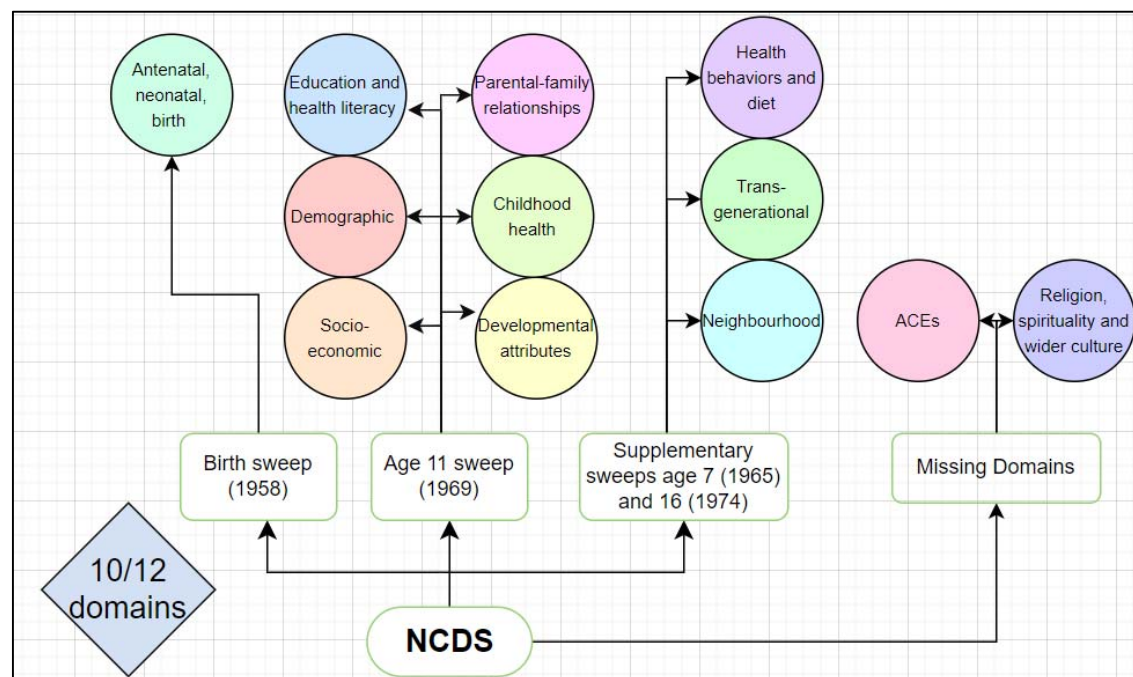 Antenatal,
neonatal,
birth
Education and
health literacy
Parental-family
relationships
Health
behaviors and
diet
Demographic
Childhood
health
Trans-
generational
Socio-
economic
Developmental
attributes
Neighbourhood
ACEs
Religion,
spirituality and
wider culture
Birth sweep
(1958)
Age 11 sweep
(1969)
Supplementary
sweeps age 7 (1965)
and 16 (1974)
Missing Domains
10/12
domains
NCDS